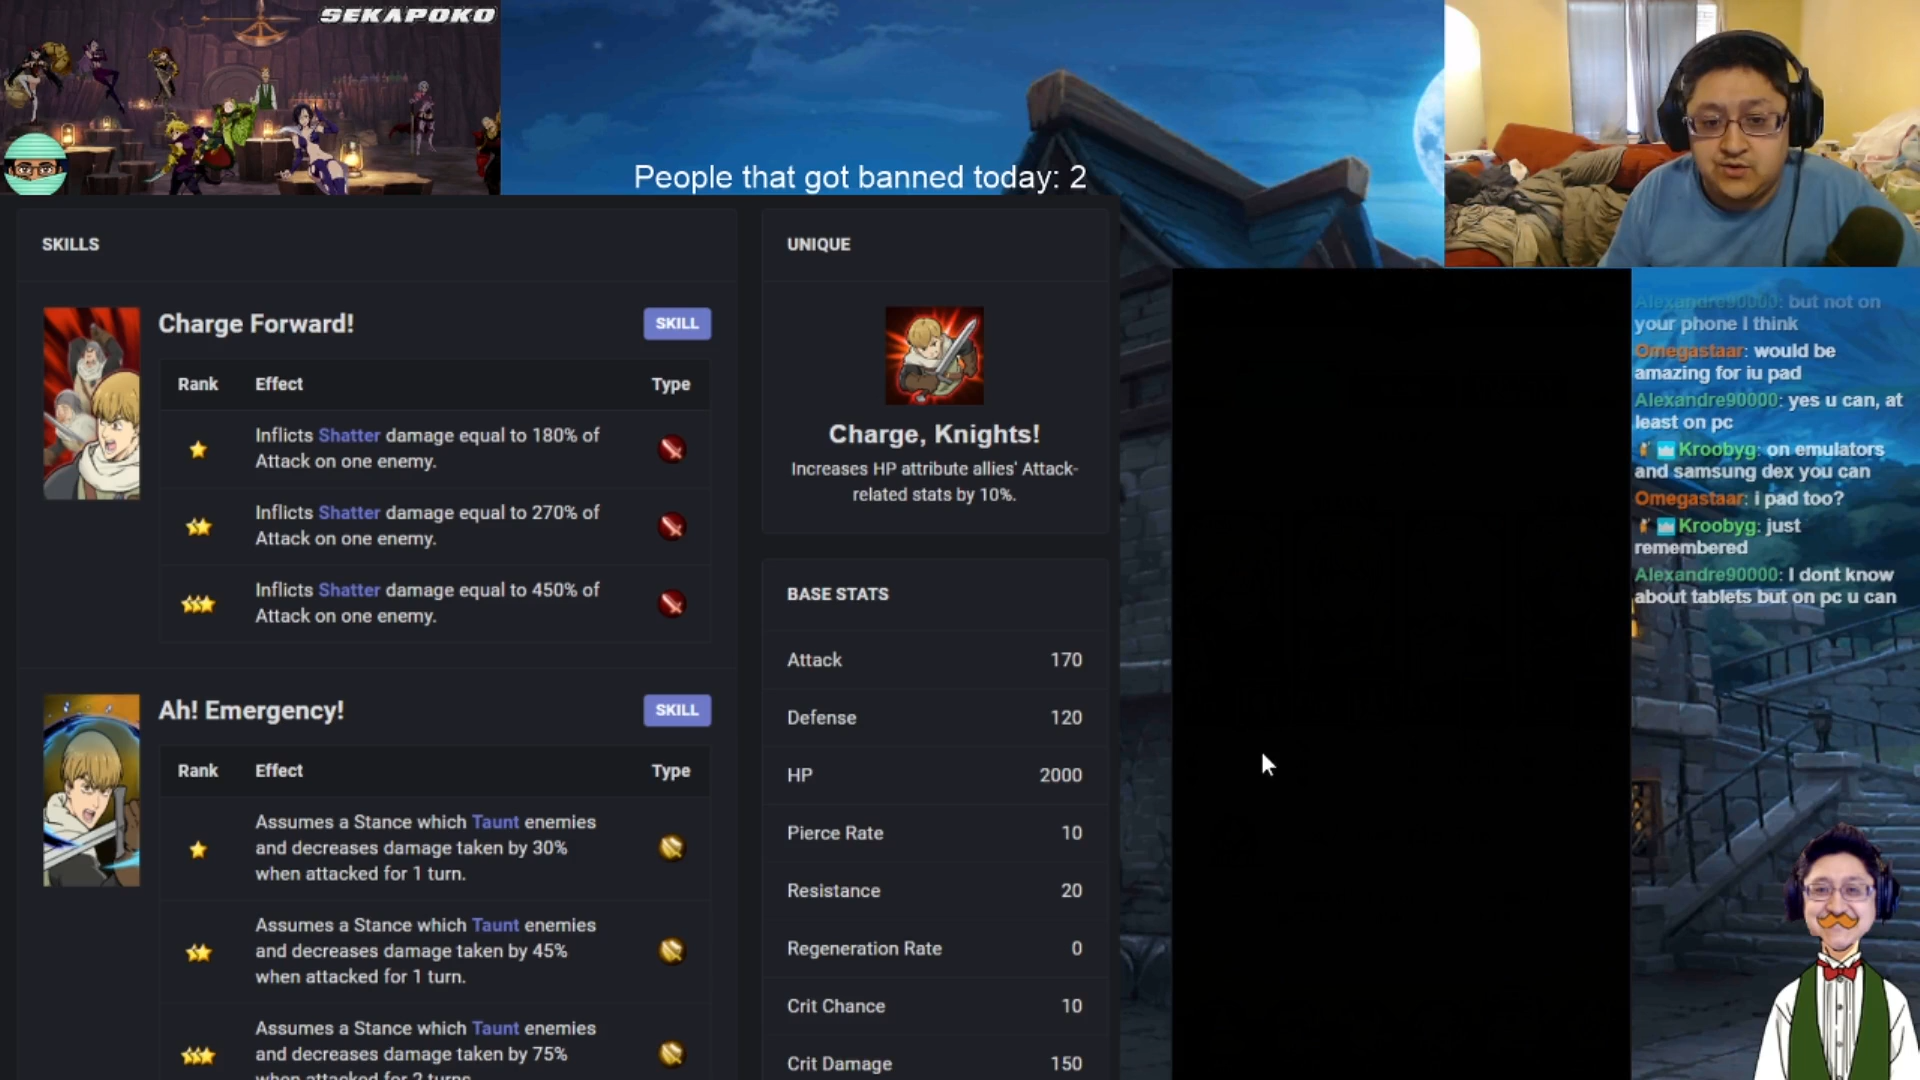 SEKAPOKO
People that got banned today: 2
SKILLS
Charge Forward!
SKILL
Rank Effect Type
Inflicts Shatter damage equal to 180% of
Attack on one enemy.
Inflicts Shatter damage equal to 270% of
Attack on one enemy.
Inflicts Shatter damage equal to 450% of
Attack on one enemy.
Ah! Emergency!
SKILL
Rank Effect Type
Assumes a Stance which Taunt enemies
and decreases damage taken by 30%
when attacked for 1 turn.
Assumes a Stance which Taunt enemies
and decreases damage taken by 45%
when attacked for 1 turn.
Assumes a Stance which Taunt enemies
and decreases damage taken by 75%
when attacked for 2 turns.
UNIQUE
Charge, Knights!
Increases HP attribute allies' Attack-
related stats by 10%.
BASE STATS
Attack 170
Defense 120
HP 2000
Pierce Rate 10
Resistance 20
Regeneration Rate 0
Crit Chance 10
Crit Damage 150
Alexandre90000: but not on
your phone I think
Omegastaar: would be
amazing for iu pad
Alexandre90000: yes u can, at
least on pc
Kroobyg: on emulators
and samsung dex you can
Omegastaar: i pad too?
Kroobyg: just
remembered
Alexandre90000: I dont know
about tablets but on pc u can